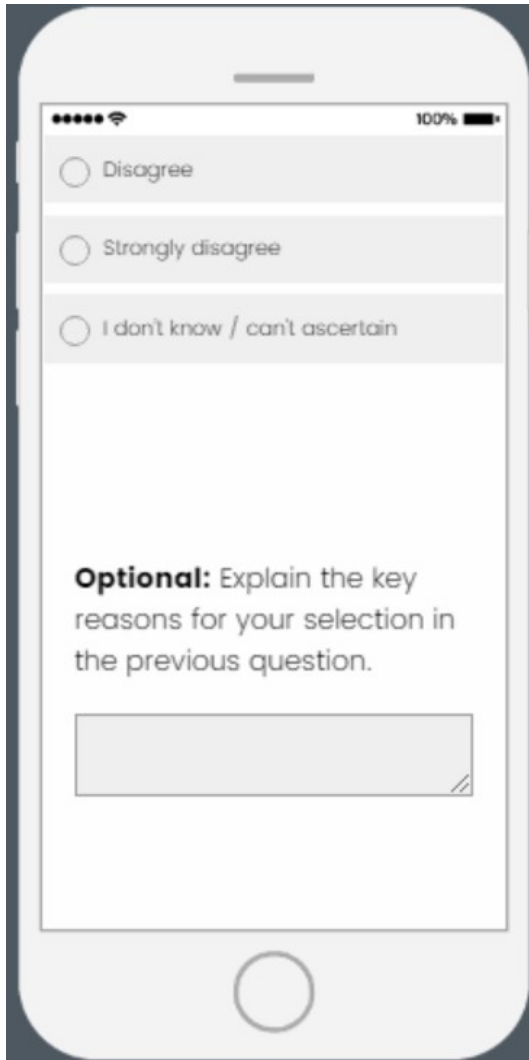 100%
Disagree
Strongly disagree
I don't know / can't ascertain
Optional: Explain the key
reasons for your selection in
the previous question.